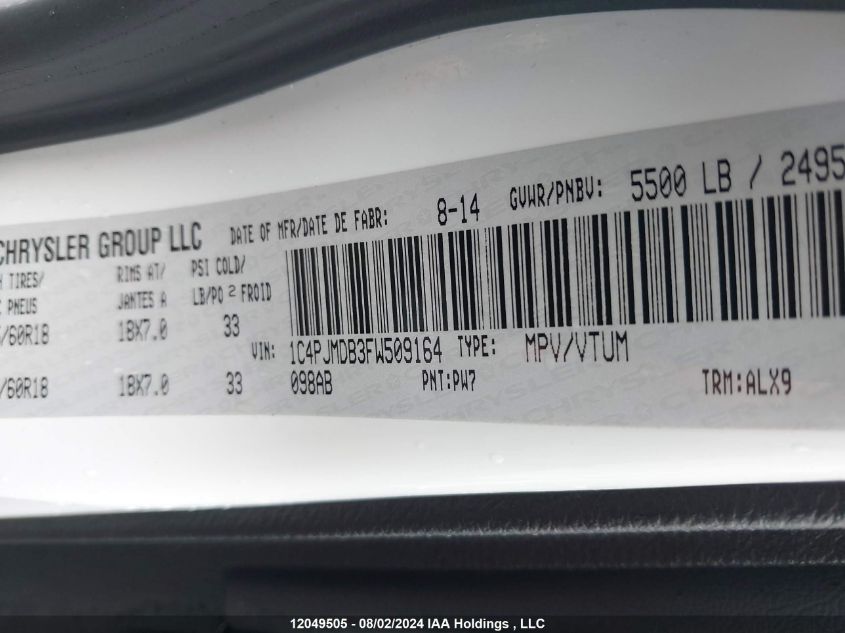 CHRYSLER GROUP LLC DATE OF MFR/DATE DE FABR: 8-14 GVWR/PNBV: 5500 LB / 2495
TIRES/ RIMS AT/ PSI COLD/
PNEUS JANTES A LB/PO 2 FROID
/60R18 18X7.0 33
VIN: 1C4PJMDB3FW509164 TYPE: MPV/VTUM
/60R18 18X7.0 33 098AB PNT:PW7 TRM:ALX9
12049505 - 08/02/2024 IAA Holdings , LLC